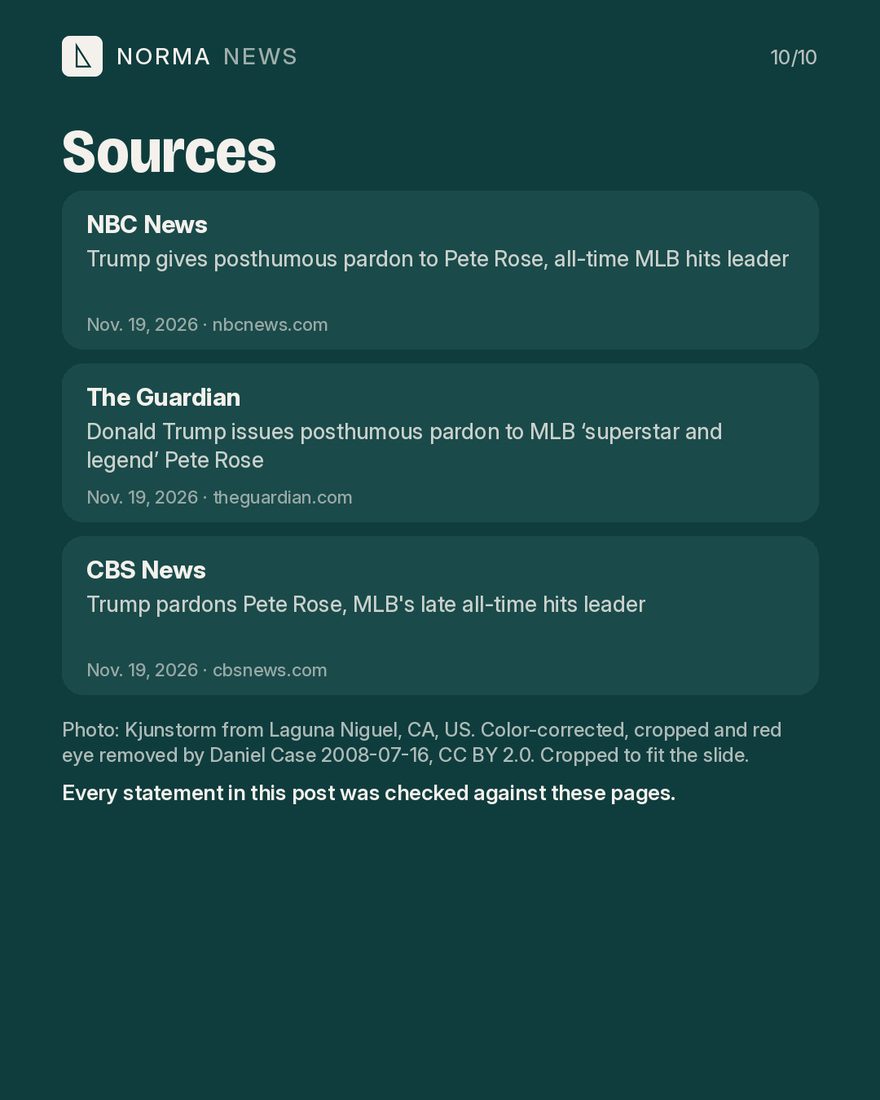 NORMA NEWS
10/10
Sources
NBC News
Trump gives posthumous pardon to Pete Rose, all-time MLB hits leader
Nov. 19, 2026 · nbcnews.com
The Guardian
Donald Trump issues posthumous pardon to MLB ‘superstar and
legend’ Pete Rose
Nov. 19, 2026 · theguardian.com
CBS News
Trump pardons Pete Rose, MLB's late all-time hits leader
Nov. 19, 2026 · cbsnews.com
Photo: Kjunstorm from Laguna Niguel, CA, US. Color-corrected, cropped and red
eye removed by Daniel Case 2008-07-16, CC BY 2.0. Cropped to fit the slide.
Every statement in this post was checked against these pages.